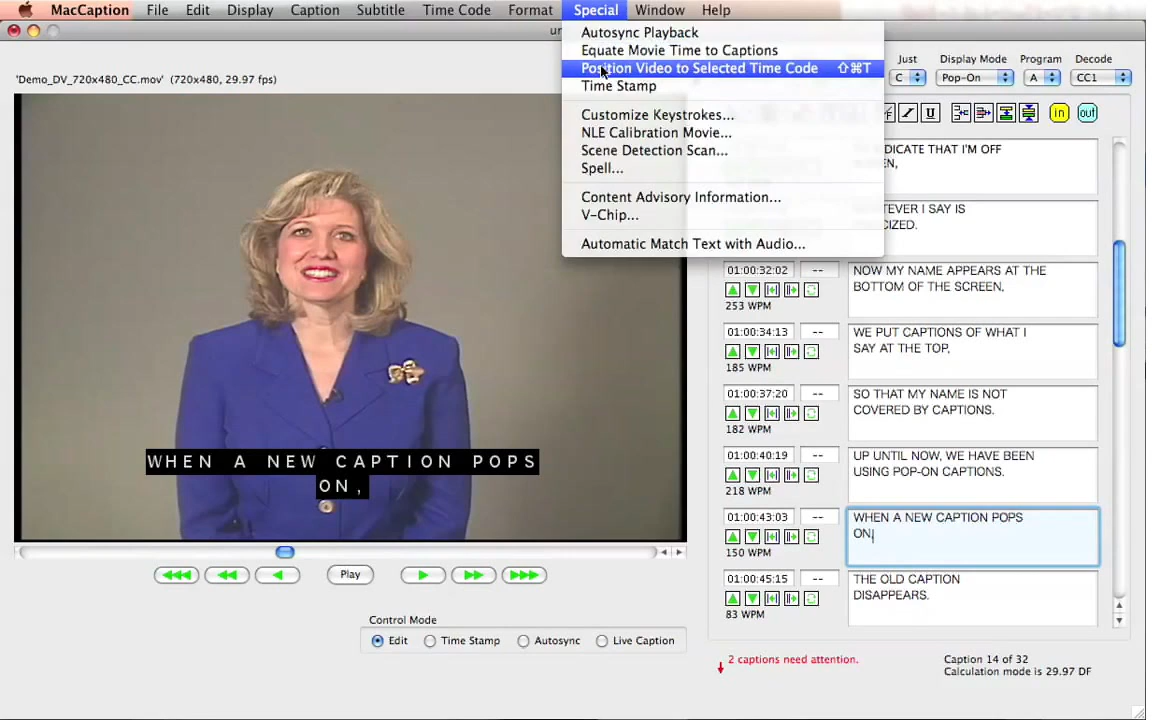 MacCaption File Edit Display Caption Subtitle Time Code Format Special Window Help
un
'Demo_DV_720x480_CC.mov' (720x480, 29.97 fps)
Autosync Playback
Equate Movie Time to Captions
Position Video to Selected Time Code ⇧⌘T
Time Stamp
Customize Keystrokes...
NLE Calibration Movie...
Scene Detection Scan...
Spell...
Content Advisory Information...
V-Chip...
Automatic Match Text with Audio...
Just Display Mode Program Decode
C Pop-On A CC1
I U in out
DICATE THAT I'M OFF
EN,
TEVER I SAY IS
CIZED.
01:00:32:02 --
253 WPM
NOW MY NAME APPEARS AT THE
BOTTOM OF THE SCREEN,
01:00:34:13 --
185 WPM
WE PUT CAPTIONS OF WHAT I
SAY AT THE TOP,
01:00:37:20 --
182 WPM
SO THAT MY NAME IS NOT
COVERED BY CAPTIONS.
01:00:40:19 --
218 WPM
UP UNTIL NOW, WE HAVE BEEN
USING POP-ON CAPTIONS.
01:00:43:03 --
150 WPM
WHEN A NEW CAPTION POPS
ON,
01:00:45:15 --
83 WPM
THE OLD CAPTION
DISAPPEARS.
WHEN A NEW CAPTION POPS
ON,
Play
Control Mode
Edit Time Stamp Autosync Live Caption
2 captions need attention.
Caption 14 of 32
Calculation mode is 29.97 DF